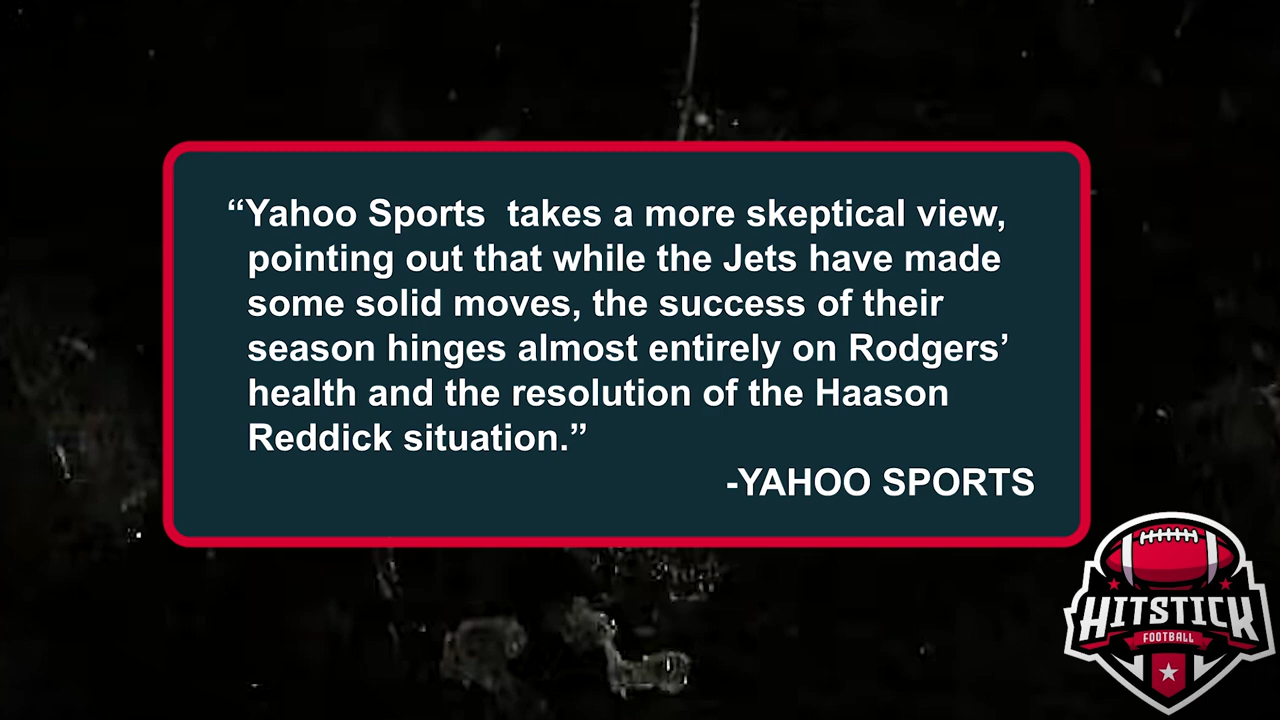 “Yahoo Sports  takes a more skeptical view,
pointing out that while the Jets have made
some solid moves, the success of their
season hinges almost entirely on Rodgers’
health and the resolution of the Haason
Reddick situation.”
-YAHOO SPORTS
HITSTICK
FOOTBALL